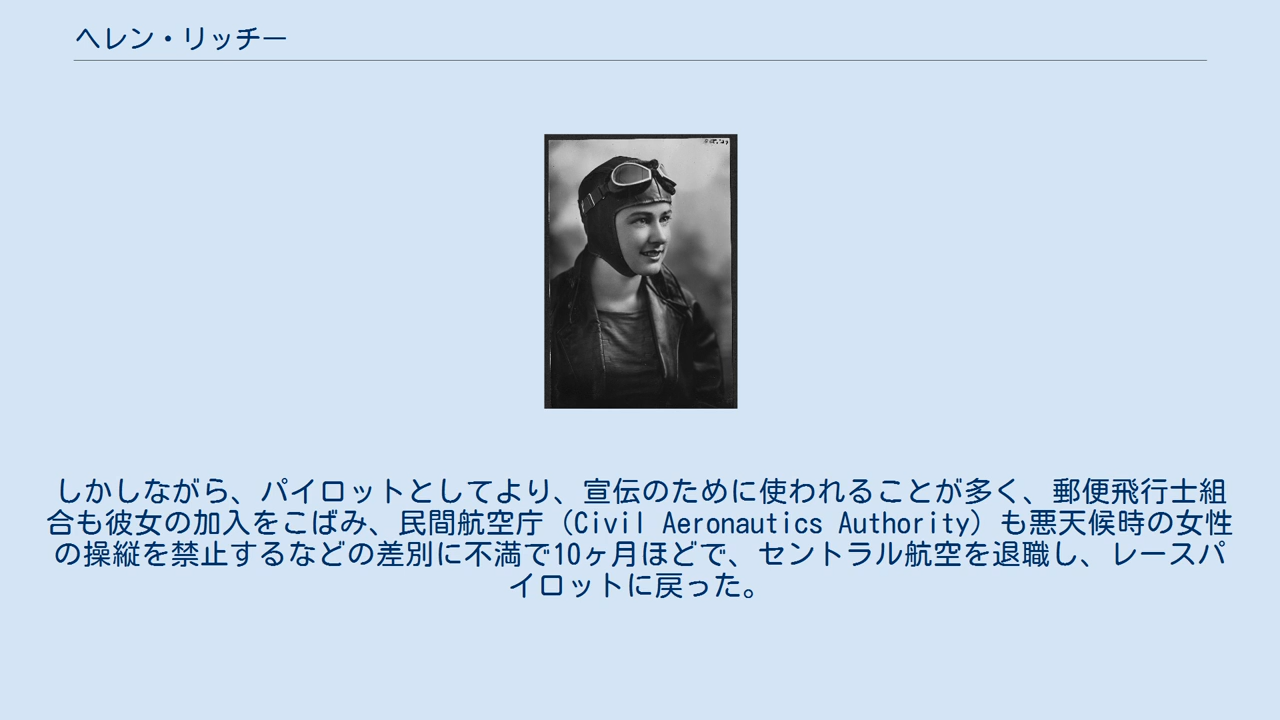 ヘレン・リッチー
しかしながら、パイロットとしてより、宣伝のために使われることが多く、郵便飛行士組
合も彼女の加入をこばみ、民間航空庁（Civil Aeronautics Authority）も悪天候時の女性
の操縦を禁止するなどの差別に不満で10ヶ月ほどで、セントラル航空を退職し、レースパ
イロットに戻った。